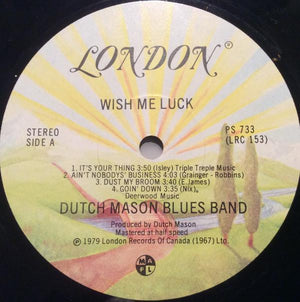 LONDON®
WISH ME LUCK
STEREO
SIDE A
PS 733
(LRC 153)
1. IT'S YOUR THING 3:50 (Isley) Triple Treple Music
2. AIN'T NOBODYS' BUSINESS 4:03 (Grainger - Robbins)
3. DUST MY BROOM 3:40 (E. James)
4. GOIN' DOWN 3:35 (Nix),
Deerwood Music
DUTCH MASON BLUES BAND
Produced by Dutch Mason
Mastered at half speed
℗ 1979 London Records Of Canada (1967) Ltd.
M A
P L